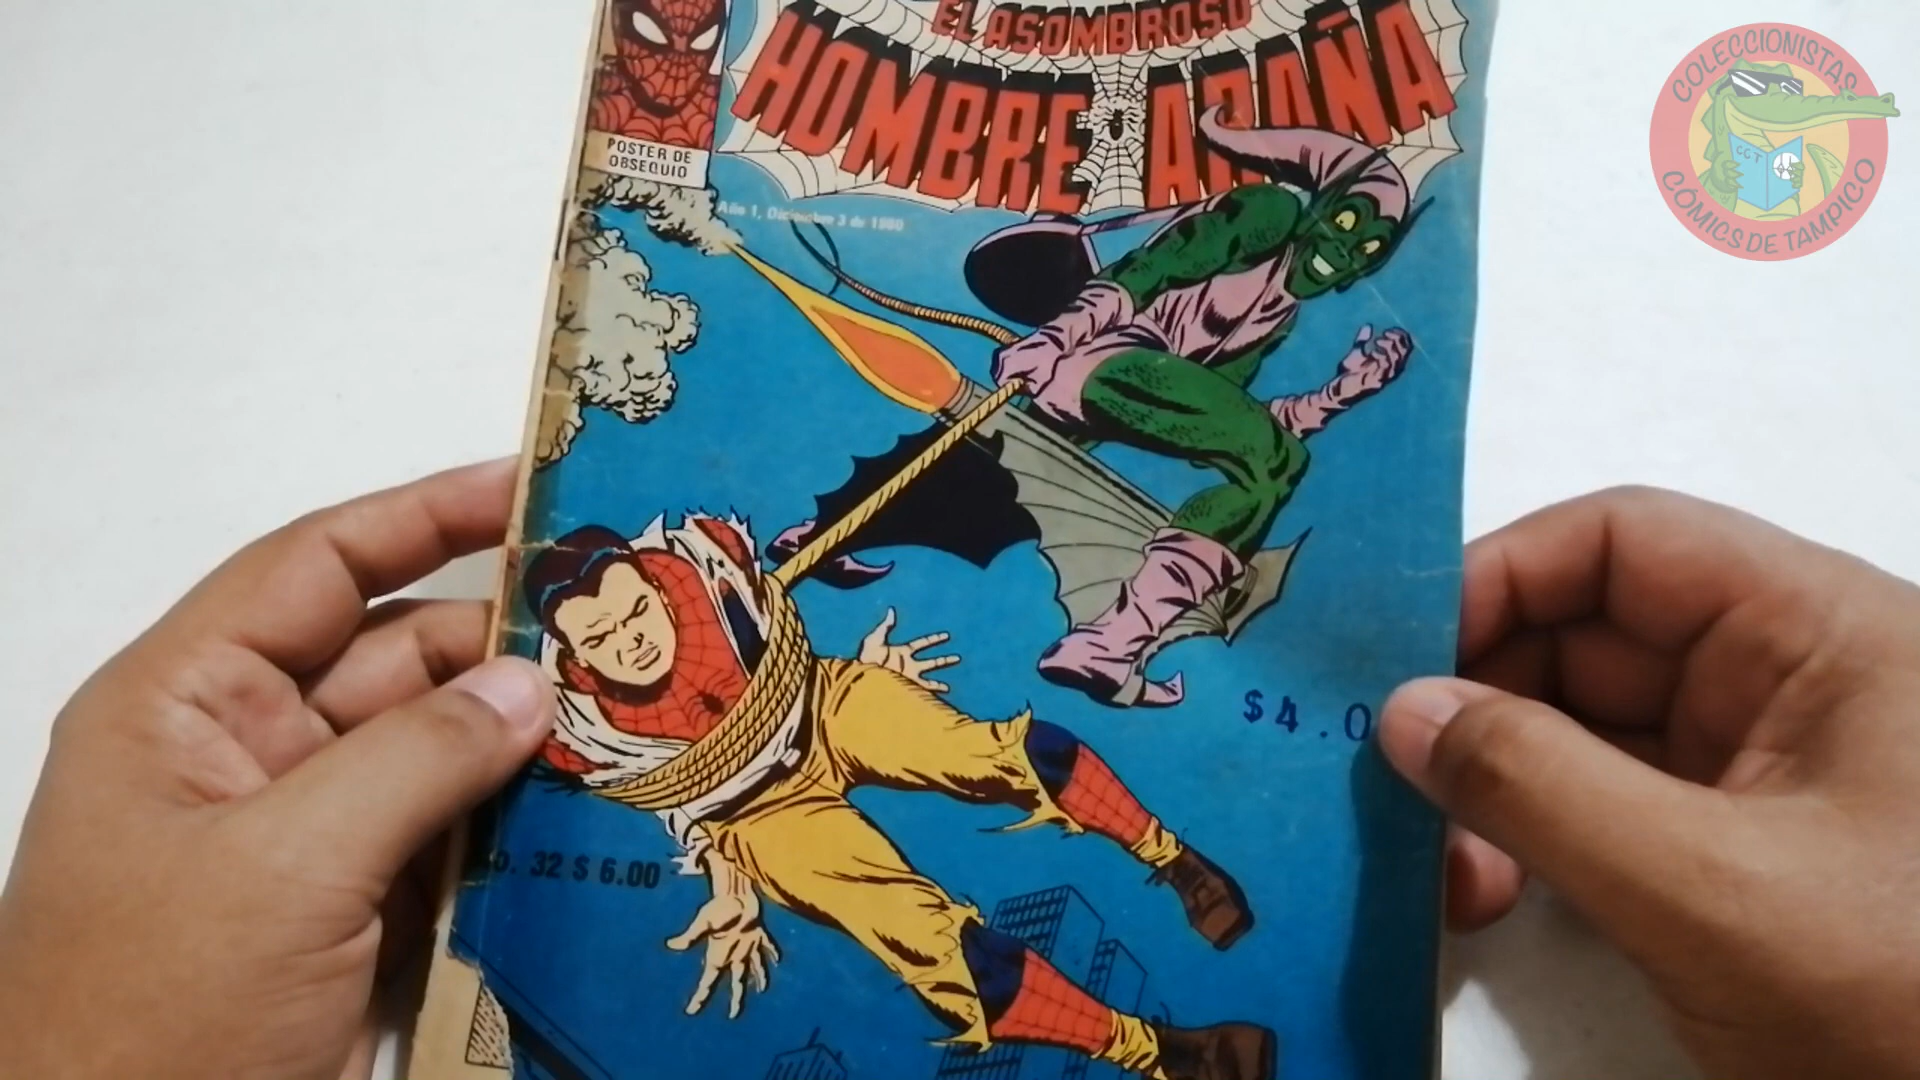 EL ASOMBROSO
HOMBRE ARAÑA
POSTER DE
OBSEQUIO
Año 1, Diciembre 3 de 1980
$4.0
o. 32 $ 6.00
COLECCIONISTAS
CÓMICS DE TAMPICO
CCT